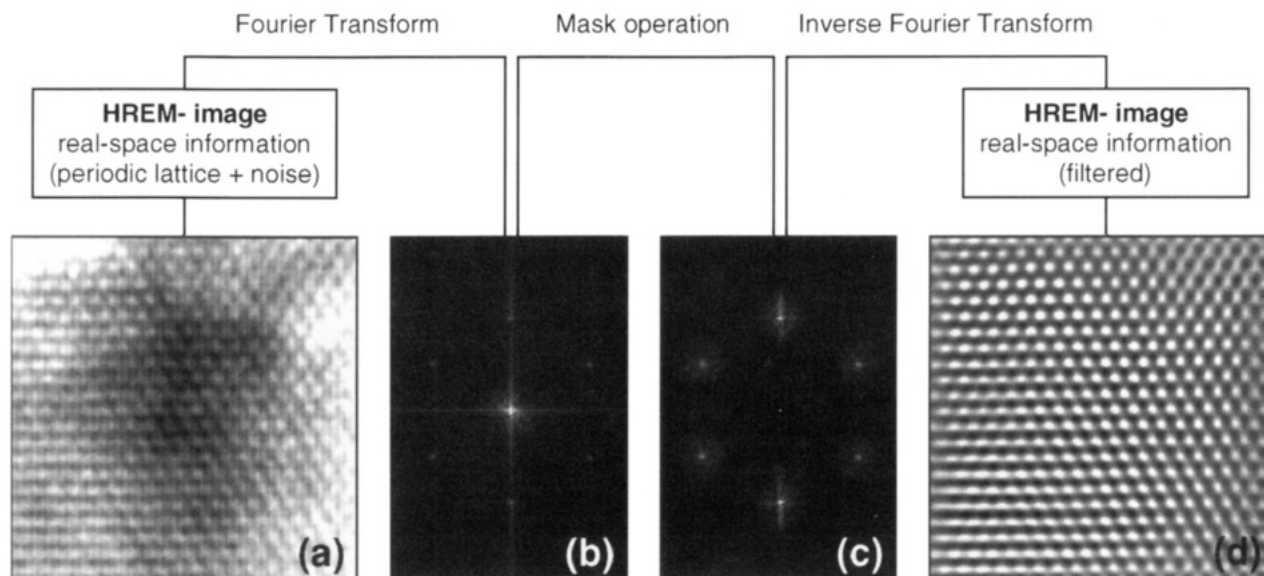 Fourier Transform
Mask operation
Inverse Fourier Transform
HREM- image
real-space information
(periodic lattice + noise)
HREM- image
real-space information
(filtered)
(a)
(b)
(c)
(d)